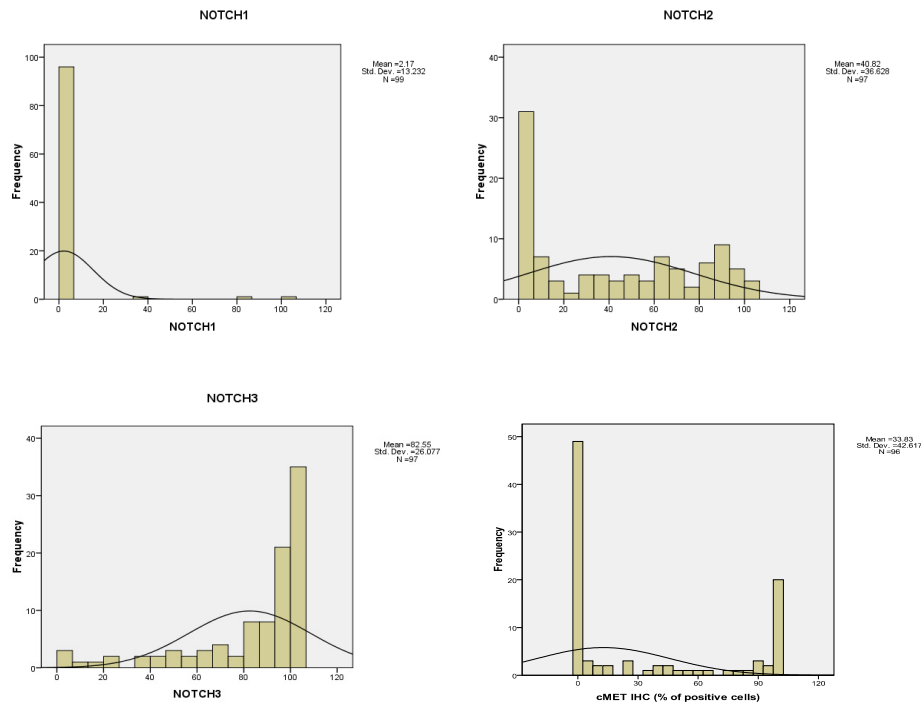 NOTCH1
Mean =2.17
Std. Dev. =13.232
N =99
Frequency
100
80
60
40
20
0
0 20 40 60 80 100 120
NOTCH1
NOTCH2
Mean =40.82
Std. Dev. =36.628
N =97
Frequency
40
30
20
10
0
0 20 40 60 80 100 120
NOTCH2
NOTCH3
Mean =82.55
Std. Dev. =26.077
N =97
Frequency
40
30
20
10
0
0 20 40 60 80 100 120
NOTCH3
Mean =33.83
Std. Dev. =42.617
N =96
Frequency
50
40
30
20
10
0
0 30 60 90 120
cMET IHC (% of positive cells)